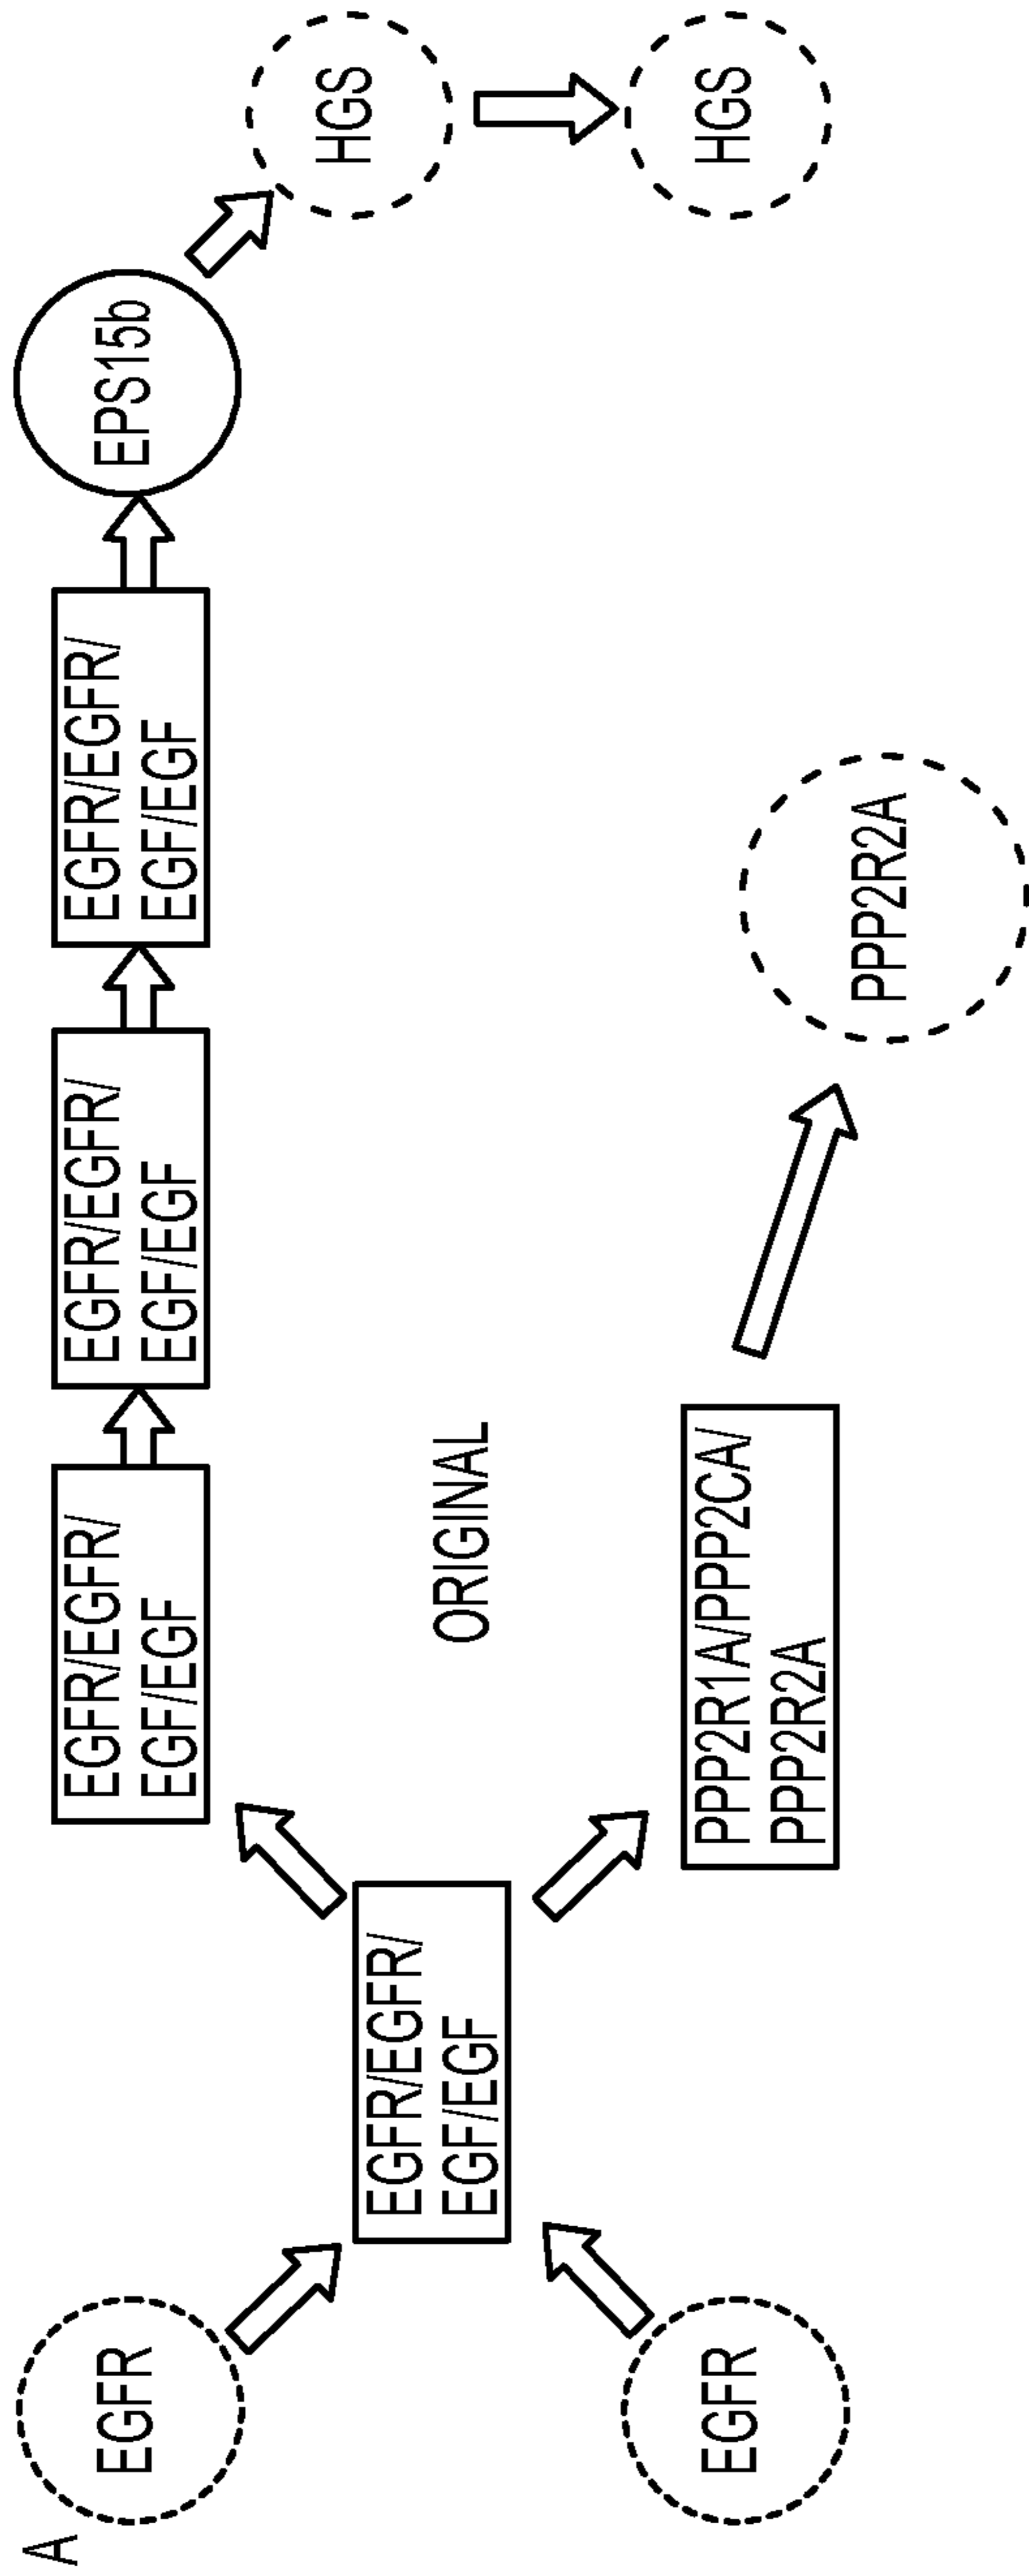 A
EGFR
EGFR
EGFR/EGFR/
EGF/EGF
EGFR/EGFR/
EGF/EGF
EGFR/EGFR/
EGF/EGF
EGFR/EGFR/
EGF/EGF
EPS15b
HGS
HGS
ORIGINAL
PPP2R1A/PPP2CA/
PPP2R2A
PPP2R2A